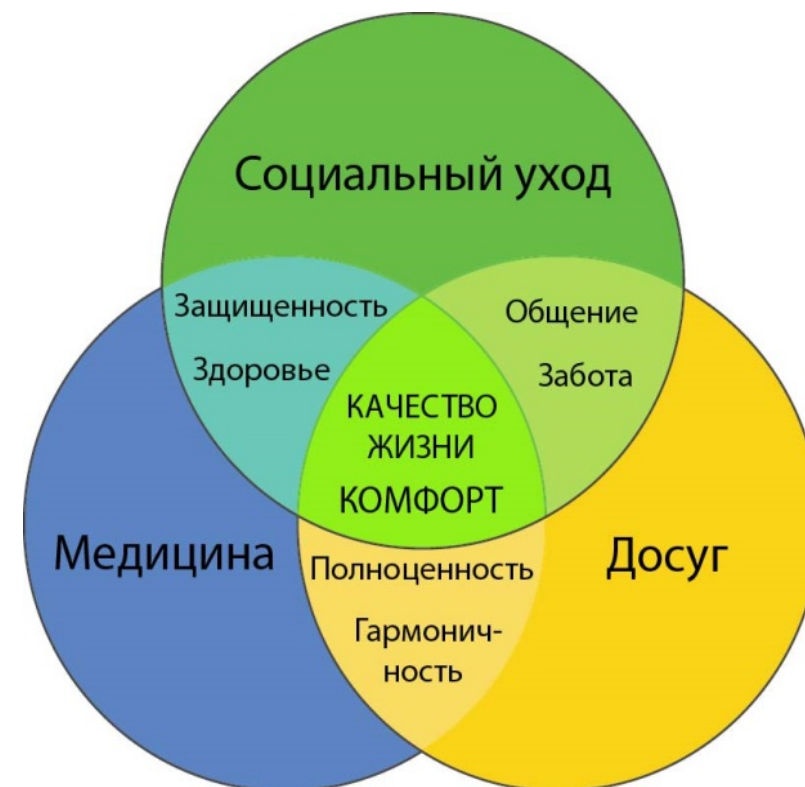 Социальный уход
Защищенность
Здоровье
Общение
Забота
КАЧЕСТВО
ЖИЗНИ
КОМФОРТ
Медицина
Досуг
Полноценность
Гармонич-
ность